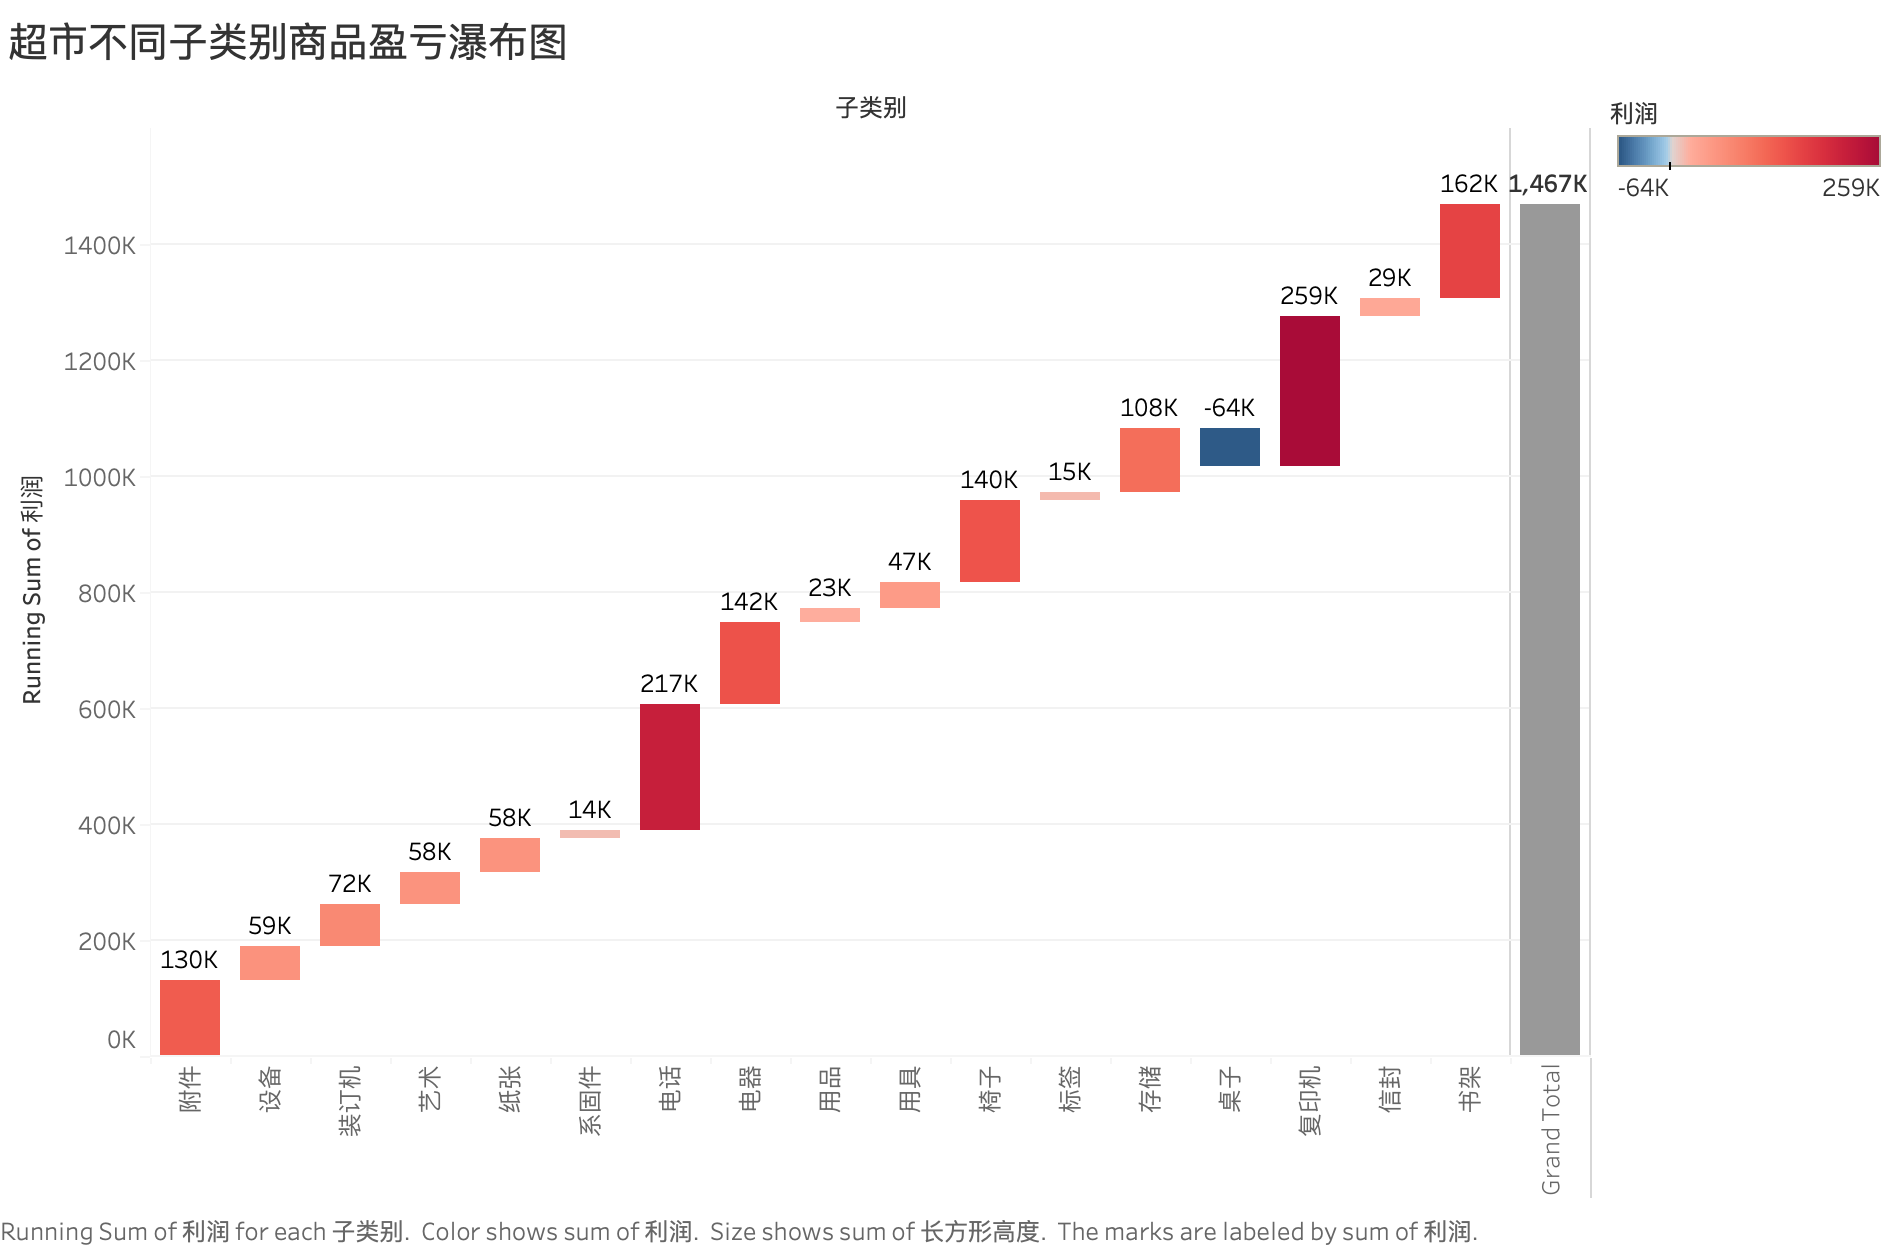 超市不同子类别商品盈亏瀑布图
子类别
利润
-64K 259K
Running Sum of 利润
1400K
1200K
1000K
800K
600K
400K
200K
0K
130K
59K
72K
58K
58K
14K
217K
142K
23K
47K
140K
15K
108K
-64K
259K
29K
162K
1,467K
附件
设备
装订机
艺术
纸张
系固件
电话
电器
用品
用具
椅子
标签
存储
桌子
复印机
信封
书架
Grand Total
Running Sum of 利润 for each 子类别.  Color shows sum of 利润.  Size shows sum of 长方形高度.  The marks are labeled by sum of 利润.